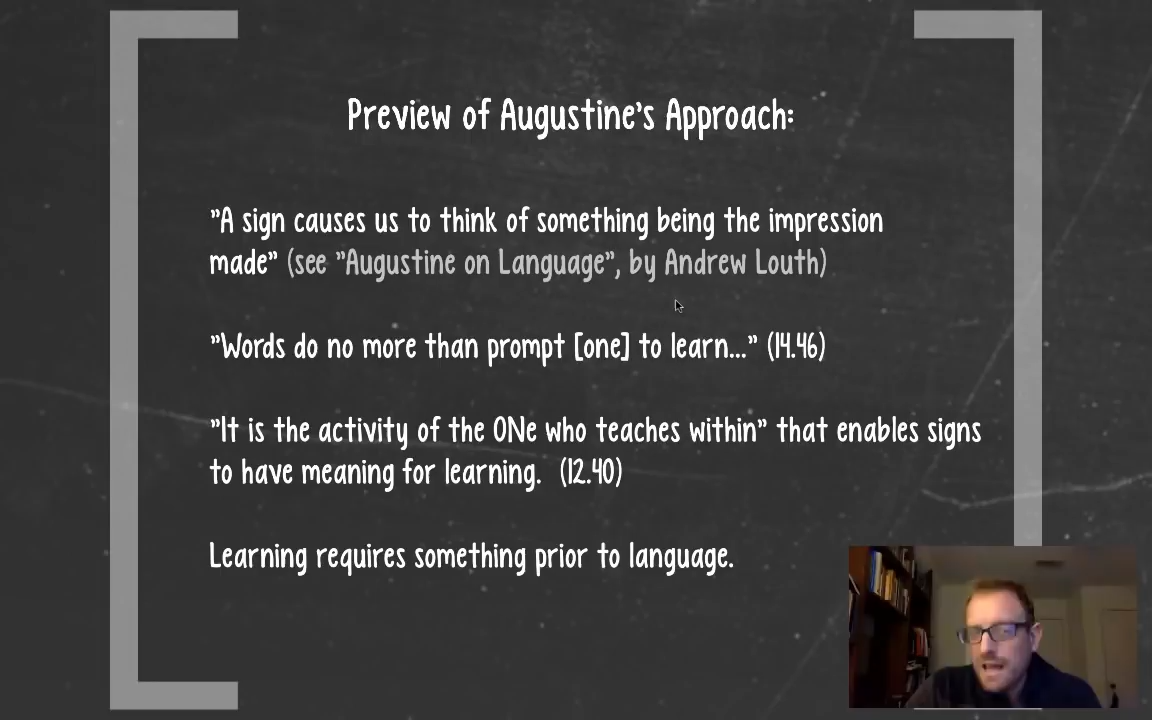 Preview of Augustine's Approach:
"A sign causes us to think of something being the impression
made" (see "Augustine on Language", by Andrew Louth)
"Words do no more than prompt [one] to learn..." (14.46)
"It is the activity of the ONe who teaches within" that enables signs
to have meaning for learning. (12.40)
Learning requires something prior to language.